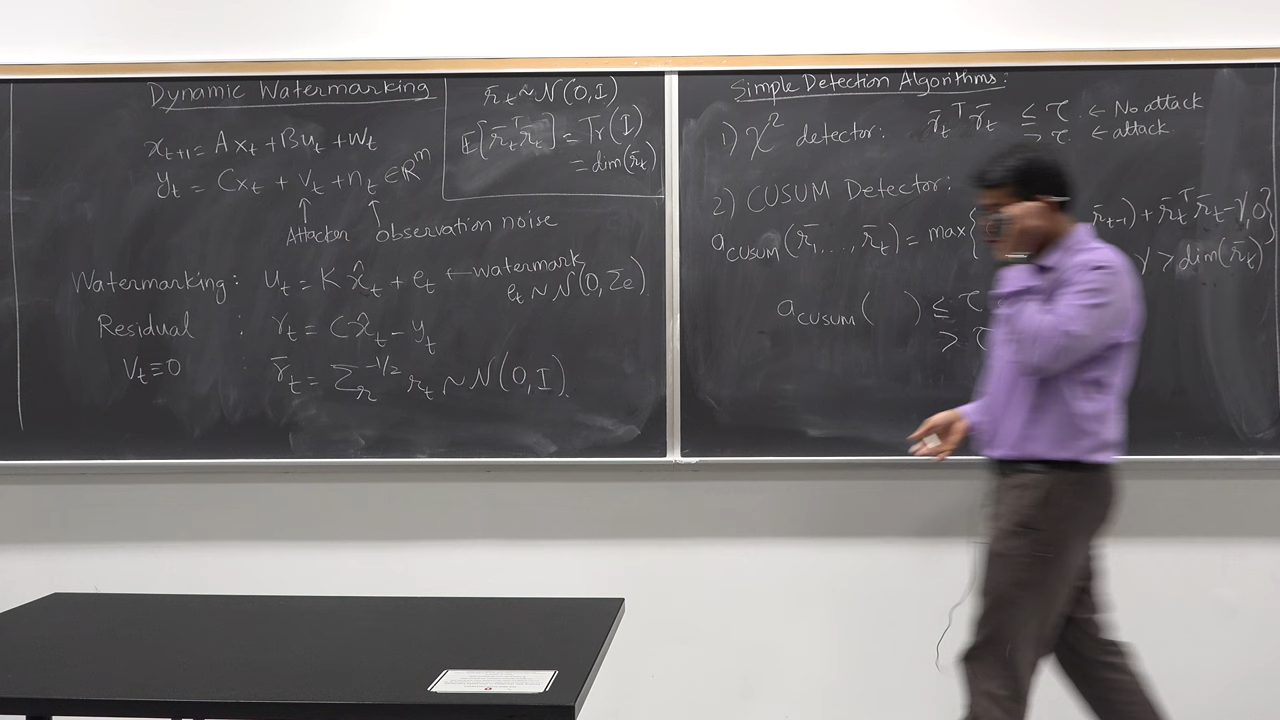 Dynamic Watermarking
x_{t+1} = Ax_t + Bu_t + w_t
y_t = Cx_t + v_t + n_t ∈ R^m
↑ ↑
Attacker observation noise
Watermarking: u_t = K x̂_t + e_t ← watermark
e_t ~ N(0, Σ_e)
Residual : r_t = Cx̂_t - y_t
V_t ≡ 0 : r̄_t = Σ_r^{-1/2} r_t ~ N(0, I).
r̄_t ~ N(0, I)
E[r̄_t^T r̄_t] = Tr(I)
= dim(r̄_t)
Simple Detection Algorithms:
1) χ² detector: r̄_t^T r̄_t ≤ τ ← No attack
> τ ← attack.
2) CUSUM Detector:
a_CUSUM(r̄_1, ..., r̄_t) = max{ r̄_{t-1}) + r̄_t^T r̄_t - γ, 0}
γ > dim(r̄_t)
a_CUSUM( ) ≤ τ
> τ